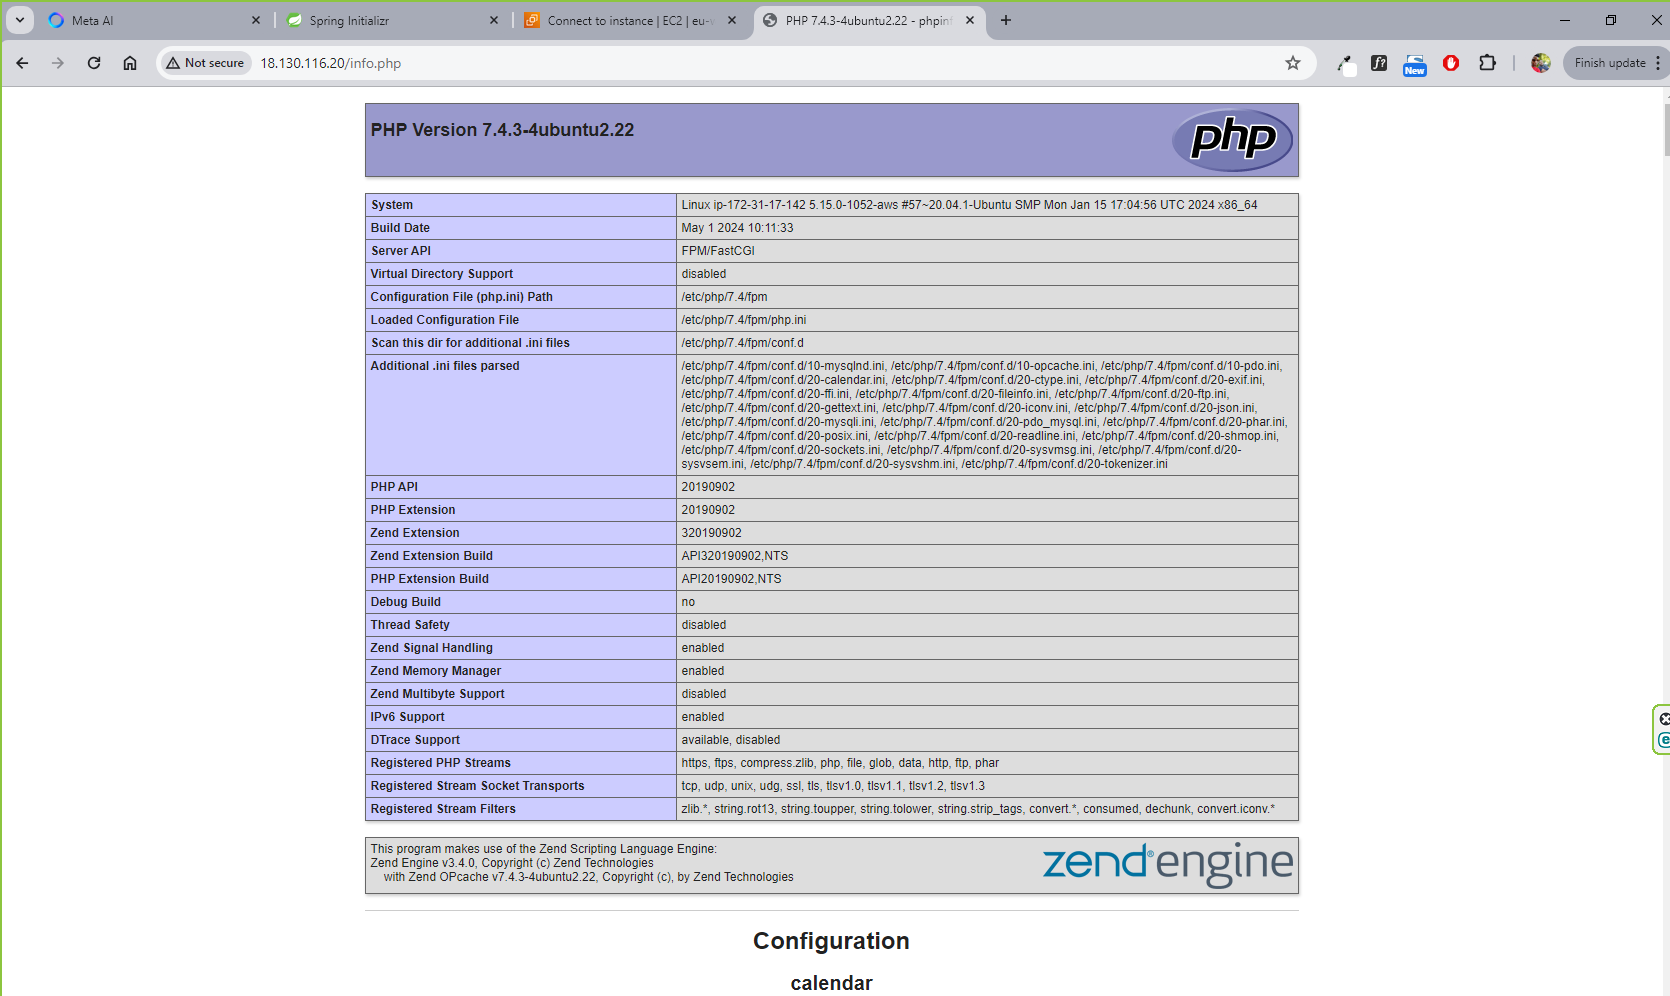 Meta AI
Spring Initializr
Connect to instance | EC2 | eu-v
PHP 7.4.3-4ubuntu2.22 - phpinf
Not secure
18.130.116.20/info.php
f?
New
Finish update
PHP Version 7.4.3-4ubuntu2.22
php
System Linux ip-172-31-17-142 5.15.0-1052-aws #57~20.04.1-Ubuntu SMP Mon Jan 15 17:04:56 UTC 2024 x86_64
Build Date May 1 2024 10:11:33
Server API FPM/FastCGI
Virtual Directory Support disabled
Configuration File (php.ini) Path /etc/php/7.4/fpm
Loaded Configuration File /etc/php/7.4/fpm/php.ini
Scan this dir for additional .ini files /etc/php/7.4/fpm/conf.d
Additional .ini files parsed /etc/php/7.4/fpm/conf.d/10-mysqlnd.ini, /etc/php/7.4/fpm/conf.d/10-opcache.ini, /etc/php/7.4/fpm/conf.d/10-pdo.ini,
/etc/php/7.4/fpm/conf.d/20-calendar.ini, /etc/php/7.4/fpm/conf.d/20-ctype.ini, /etc/php/7.4/fpm/conf.d/20-exif.ini,
/etc/php/7.4/fpm/conf.d/20-ffi.ini, /etc/php/7.4/fpm/conf.d/20-fileinfo.ini, /etc/php/7.4/fpm/conf.d/20-ftp.ini,
/etc/php/7.4/fpm/conf.d/20-gettext.ini, /etc/php/7.4/fpm/conf.d/20-iconv.ini, /etc/php/7.4/fpm/conf.d/20-json.ini,
/etc/php/7.4/fpm/conf.d/20-mysqli.ini, /etc/php/7.4/fpm/conf.d/20-pdo_mysql.ini, /etc/php/7.4/fpm/conf.d/20-phar.ini,
/etc/php/7.4/fpm/conf.d/20-posix.ini, /etc/php/7.4/fpm/conf.d/20-readline.ini, /etc/php/7.4/fpm/conf.d/20-shmop.ini,
/etc/php/7.4/fpm/conf.d/20-sockets.ini, /etc/php/7.4/fpm/conf.d/20-sysvmsg.ini, /etc/php/7.4/fpm/conf.d/20-
sysvsem.ini, /etc/php/7.4/fpm/conf.d/20-sysvshm.ini, /etc/php/7.4/fpm/conf.d/20-tokenizer.ini
PHP API 20190902
PHP Extension 20190902
Zend Extension 320190902
Zend Extension Build API320190902,NTS
PHP Extension Build API20190902,NTS
Debug Build no
Thread Safety disabled
Zend Signal Handling enabled
Zend Memory Manager enabled
Zend Multibyte Support disabled
IPv6 Support enabled
DTrace Support available, disabled
Registered PHP Streams https, ftps, compress.zlib, php, file, glob, data, http, ftp, phar
Registered Stream Socket Transports tcp, udp, unix, udg, ssl, tls, tlsv1.0, tlsv1.1, tlsv1.2, tlsv1.3
Registered Stream Filters zlib.*, string.rot13, string.toupper, string.tolower, string.strip_tags, convert.*, consumed, dechunk, convert.iconv.*
This program makes use of the Zend Scripting Language Engine:
Zend Engine v3.4.0, Copyright (c) Zend Technologies
with Zend OPcache v7.4.3-4ubuntu2.22, Copyright (c), by Zend Technologies
zend® engine
Configuration
calendar